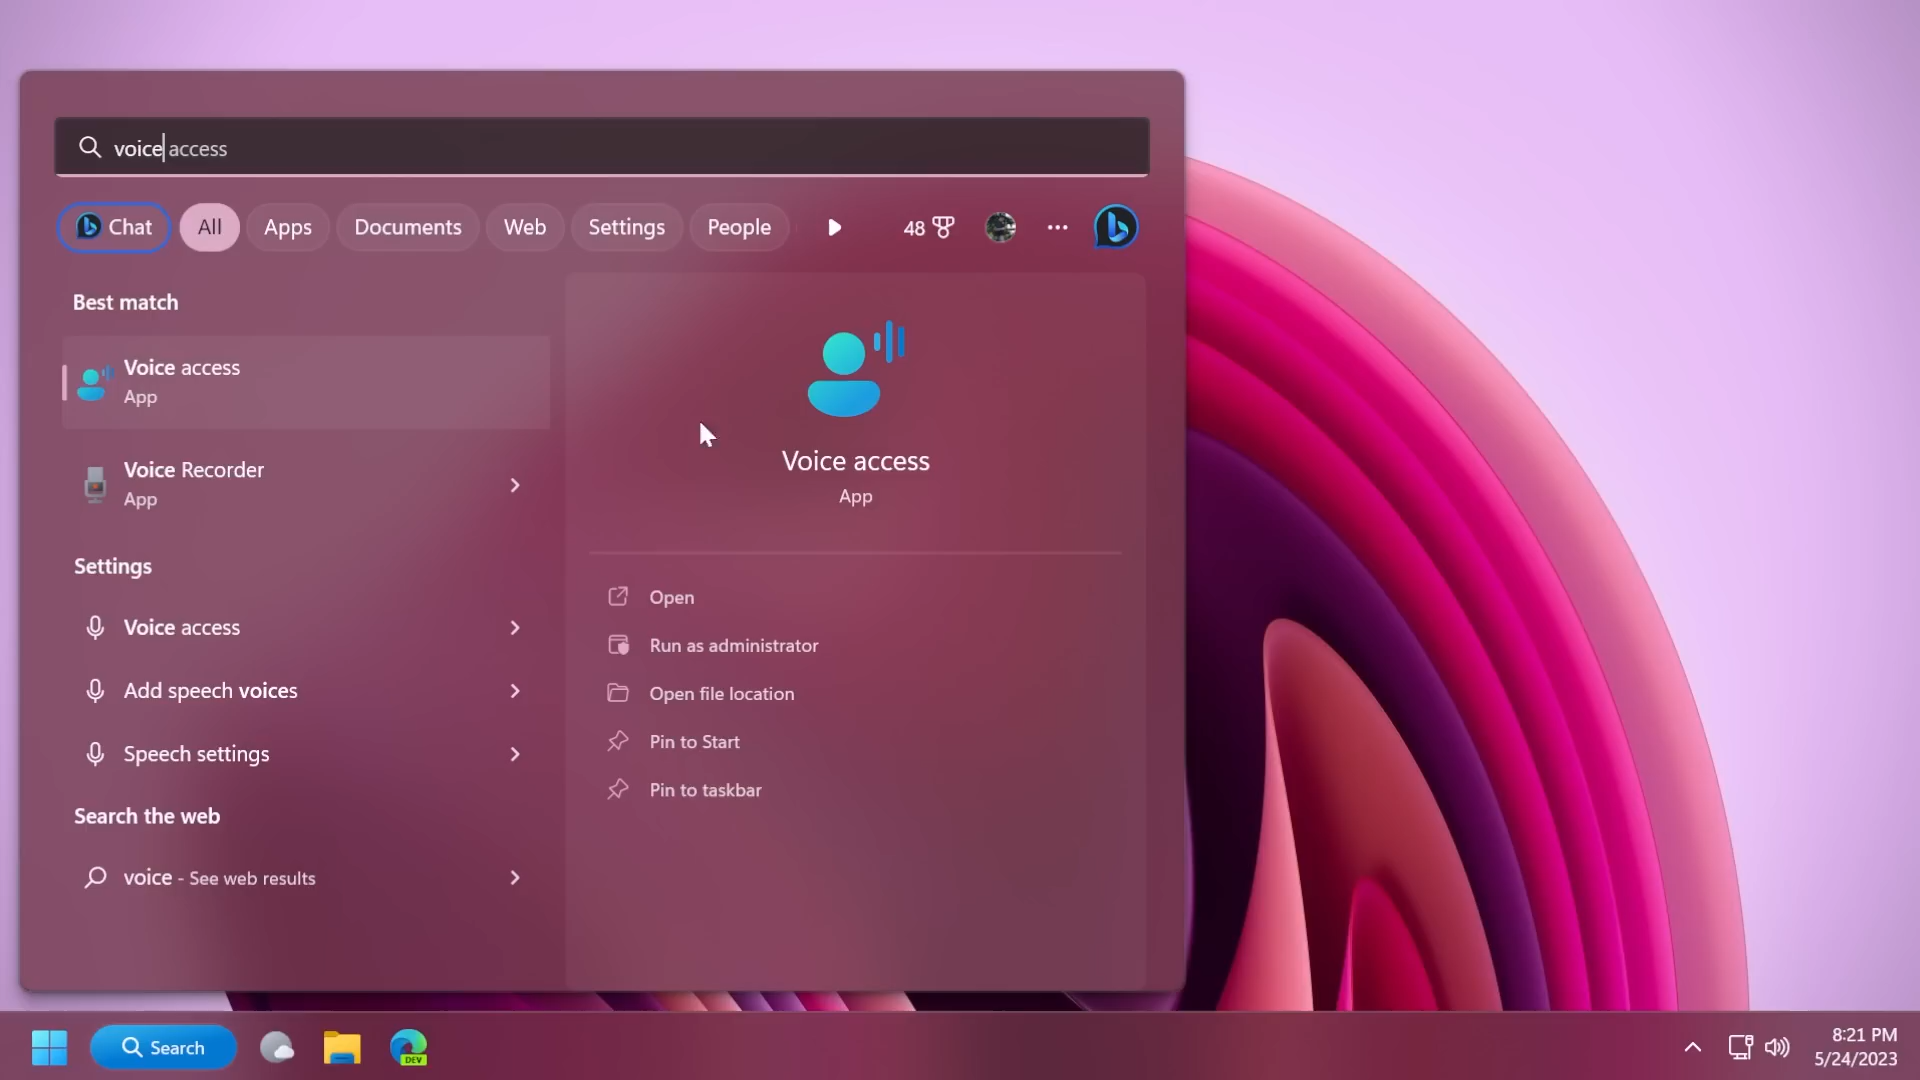 voice access
Chat All Apps Documents Web Settings People 48
Best match
Voice access
App
Voice Recorder
App
Settings
Voice access
Add speech voices
Speech settings
Search the web
voice - See web results
Voice access
App
Open
Run as administrator
Open file location
Pin to Start
Pin to taskbar
Search
DEV
8:21 PM
5/24/2023